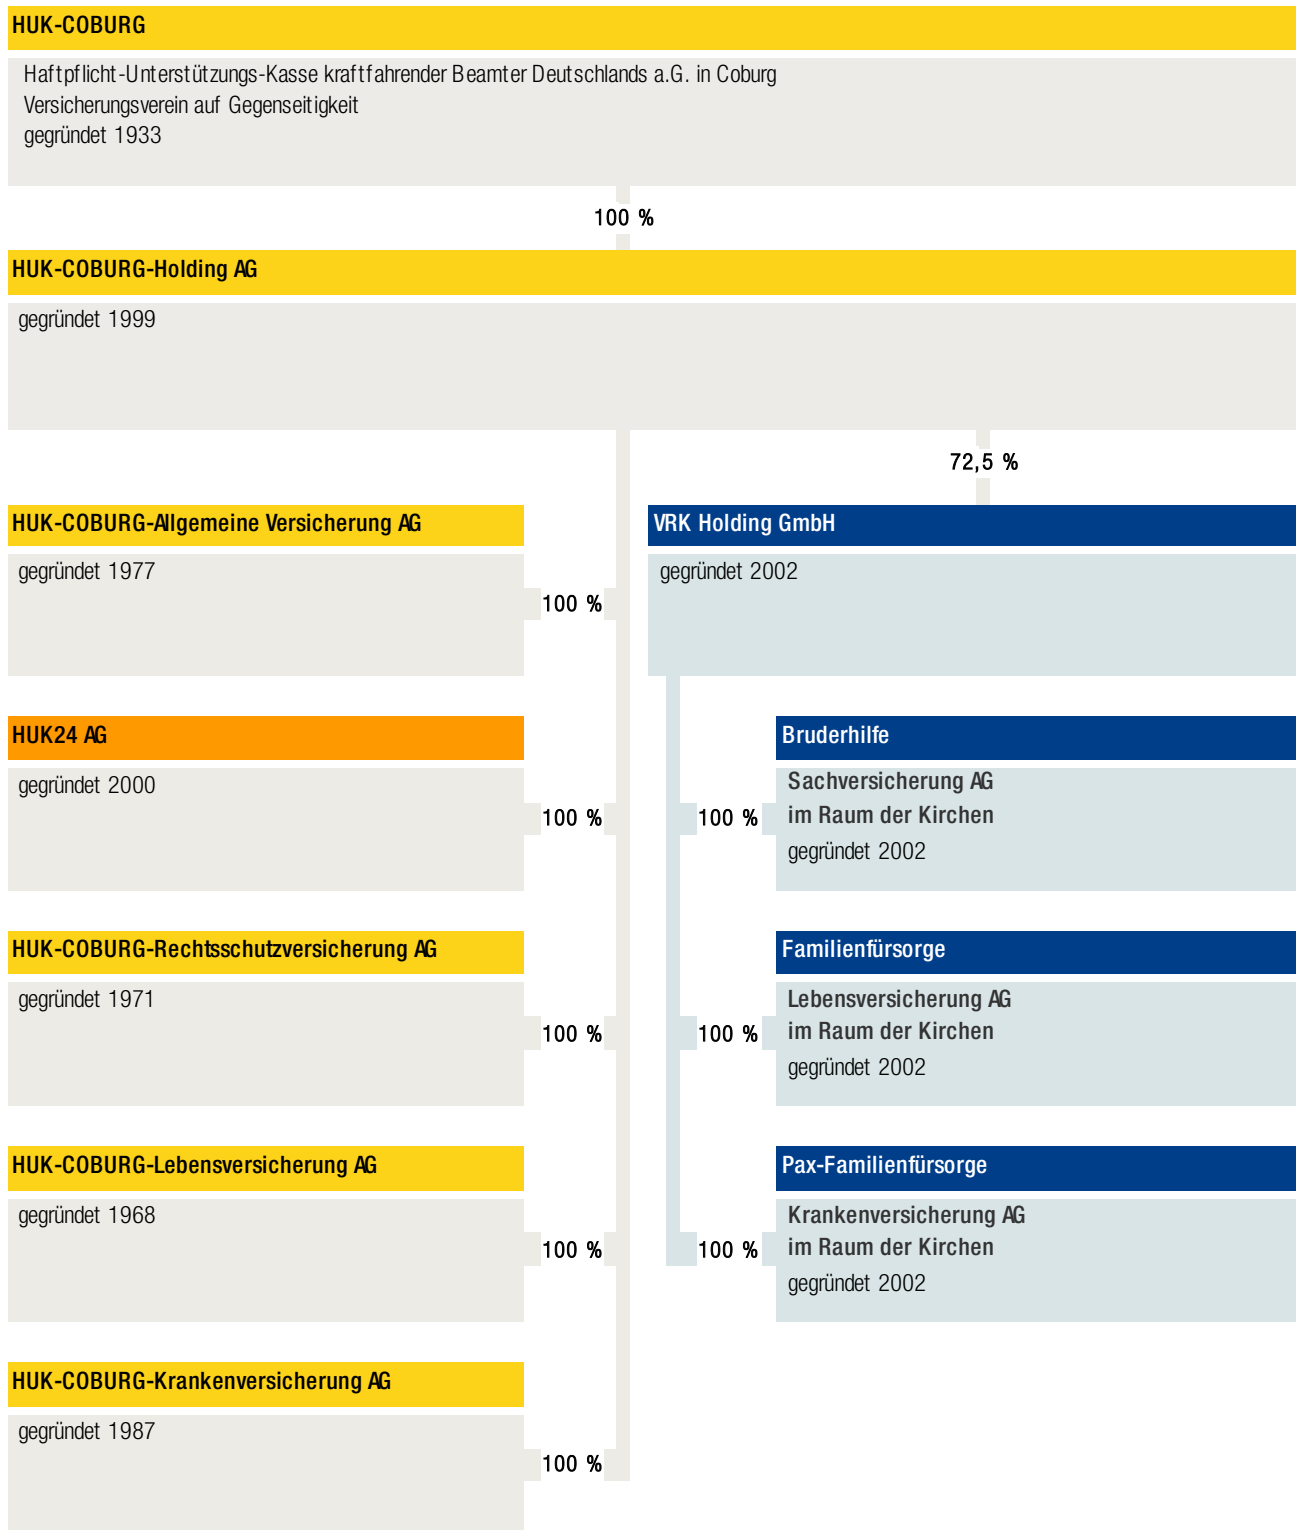 HUK-COBURG
Haftpflicht-Unterstützungs-Kasse kraftfahrender Beamter Deutschlands a.G. in Coburg
Versicherungsverein auf Gegenseitigkeit
gegründet 1933
100 %
HUK-COBURG-Holding AG
gegründet 1999
72,5 %
HUK-COBURG-Allgemeine Versicherung AG
gegründet 1977
100 %
VRK Holding GmbH
gegründet 2002
HUK24 AG
gegründet 2000
100 %
100 %
Bruderhilfe
Sachversicherung AG
im Raum der Kirchen
gegründet 2002
HUK-COBURG-Rechtsschutzversicherung AG
gegründet 1971
100 %
100 %
Familienfürsorge
Lebensversicherung AG
im Raum der Kirchen
gegründet 2002
HUK-COBURG-Lebensversicherung AG
gegründet 1968
100 %
100 %
Pax-Familienfürsorge
Krankenversicherung AG
im Raum der Kirchen
gegründet 2002
HUK-COBURG-Krankenversicherung AG
gegründet 1987
100 %